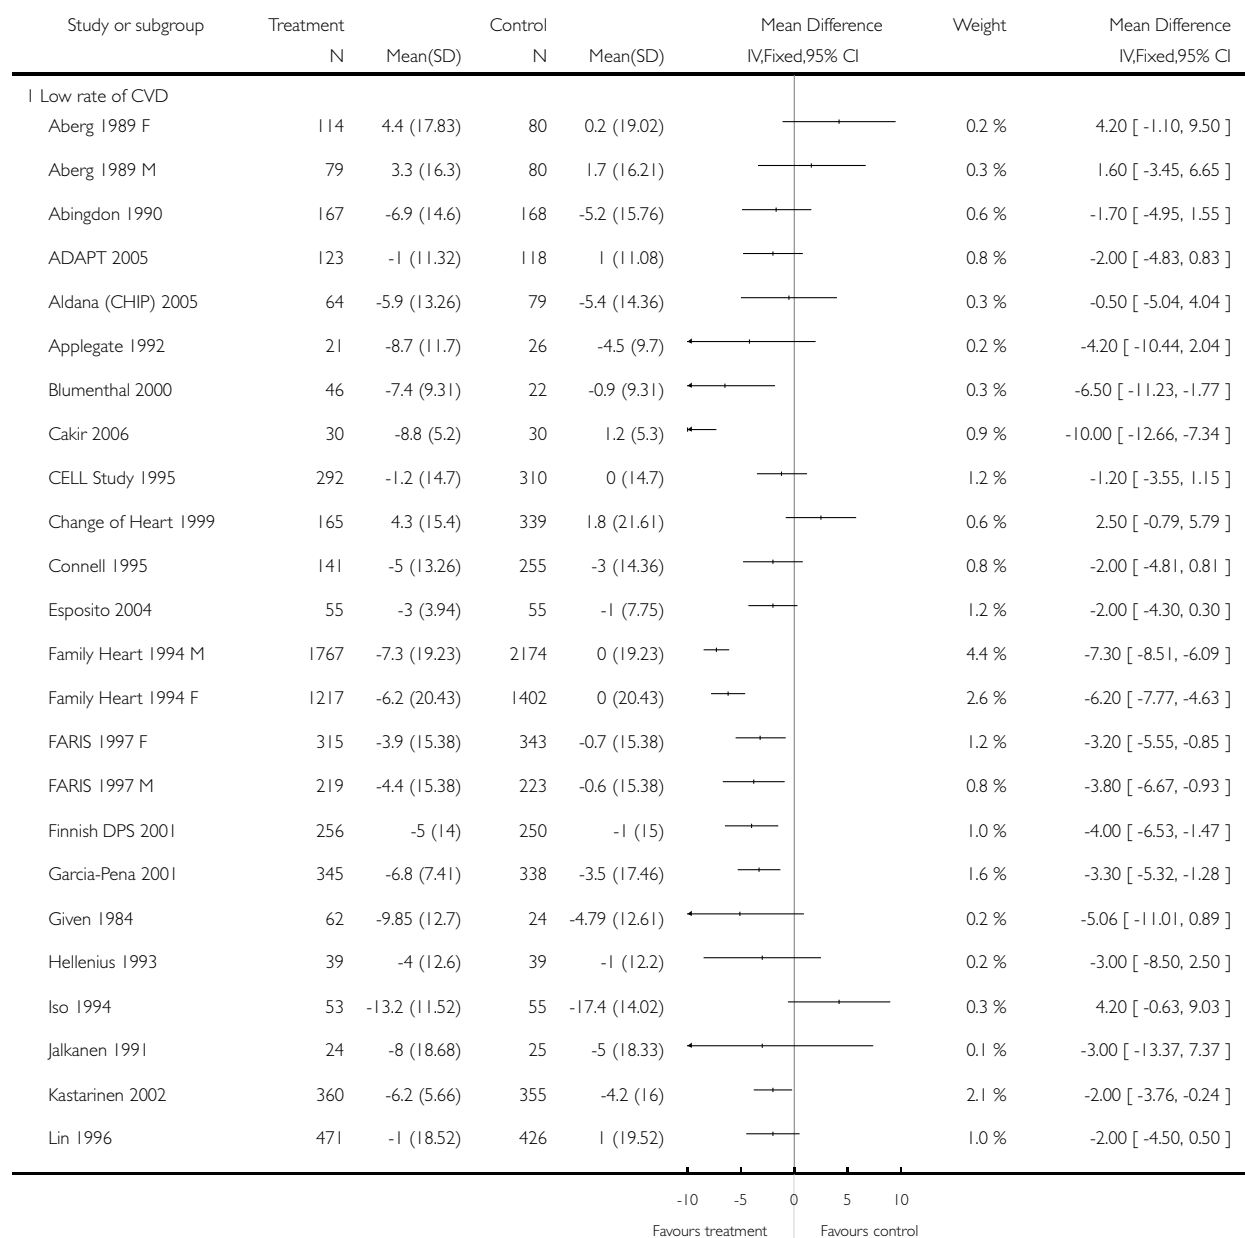 Study or subgroup Treatment Control Mean Difference Weight Mean Difference
N Mean(SD) N Mean(SD) IV,Fixed,95% CI IV,Fixed,95% CI
1 Low rate of CVD
Aberg 1989 F 114 4.4 (17.83) 80 0.2 (19.02) 0.2 % 4.20 [ -1.10, 9.50 ]
Aberg 1989 M 79 3.3 (16.3) 80 1.7 (16.21) 0.3 % 1.60 [ -3.45, 6.65 ]
Abingdon 1990 167 -6.9 (14.6) 168 -5.2 (15.76) 0.6 % -1.70 [ -4.95, 1.55 ]
ADAPT 2005 123 -1 (11.32) 118 1 (11.08) 0.8 % -2.00 [ -4.83, 0.83 ]
Aldana (CHIP) 2005 64 -5.9 (13.26) 79 -5.4 (14.36) 0.3 % -0.50 [ -5.04, 4.04 ]
Applegate 1992 21 -8.7 (11.7) 26 -4.5 (9.7) 0.2 % -4.20 [ -10.44, 2.04 ]
Blumenthal 2000 46 -7.4 (9.31) 22 -0.9 (9.31) 0.3 % -6.50 [ -11.23, -1.77 ]
Cakir 2006 30 -8.8 (5.2) 30 1.2 (5.3) 0.9 % -10.00 [ -12.66, -7.34 ]
CELL Study 1995 292 -1.2 (14.7) 310 0 (14.7) 1.2 % -1.20 [ -3.55, 1.15 ]
Change of Heart 1999 165 4.3 (15.4) 339 1.8 (21.61) 0.6 % 2.50 [ -0.79, 5.79 ]
Connell 1995 141 -5 (13.26) 255 -3 (14.36) 0.8 % -2.00 [ -4.81, 0.81 ]
Esposito 2004 55 -3 (3.94) 55 -1 (7.75) 1.2 % -2.00 [ -4.30, 0.30 ]
Family Heart 1994 M 1767 -7.3 (19.23) 2174 0 (19.23) 4.4 % -7.30 [ -8.51, -6.09 ]
Family Heart 1994 F 1217 -6.2 (20.43) 1402 0 (20.43) 2.6 % -6.20 [ -7.77, -4.63 ]
FARIS 1997 F 315 -3.9 (15.38) 343 -0.7 (15.38) 1.2 % -3.20 [ -5.55, -0.85 ]
FARIS 1997 M 219 -4.4 (15.38) 223 -0.6 (15.38) 0.8 % -3.80 [ -6.67, -0.93 ]
Finnish DPS 2001 256 -5 (14) 250 -1 (15) 1.0 % -4.00 [ -6.53, -1.47 ]
Garcia-Pena 2001 345 -6.8 (7.41) 338 -3.5 (17.46) 1.6 % -3.30 [ -5.32, -1.28 ]
Given 1984 62 -9.85 (12.7) 24 -4.79 (12.61) 0.2 % -5.06 [ -11.01, 0.89 ]
Hellenius 1993 39 -4 (12.6) 39 -1 (12.2) 0.2 % -3.00 [ -8.50, 2.50 ]
Iso 1994 53 -13.2 (11.52) 55 -17.4 (14.02) 0.3 % 4.20 [ -0.63, 9.03 ]
Jalkanen 1991 24 -8 (18.68) 25 -5 (18.33) 0.1 % -3.00 [ -13.37, 7.37 ]
Kastarinen 2002 360 -6.2 (5.66) 355 -4.2 (16) 2.1 % -2.00 [ -3.76, -0.24 ]
Lin 1996 471 -1 (18.52) 426 1 (19.52) 1.0 % -2.00 [ -4.50, 0.50 ]
-10 -5 0 5 10
Favours treatment Favours control